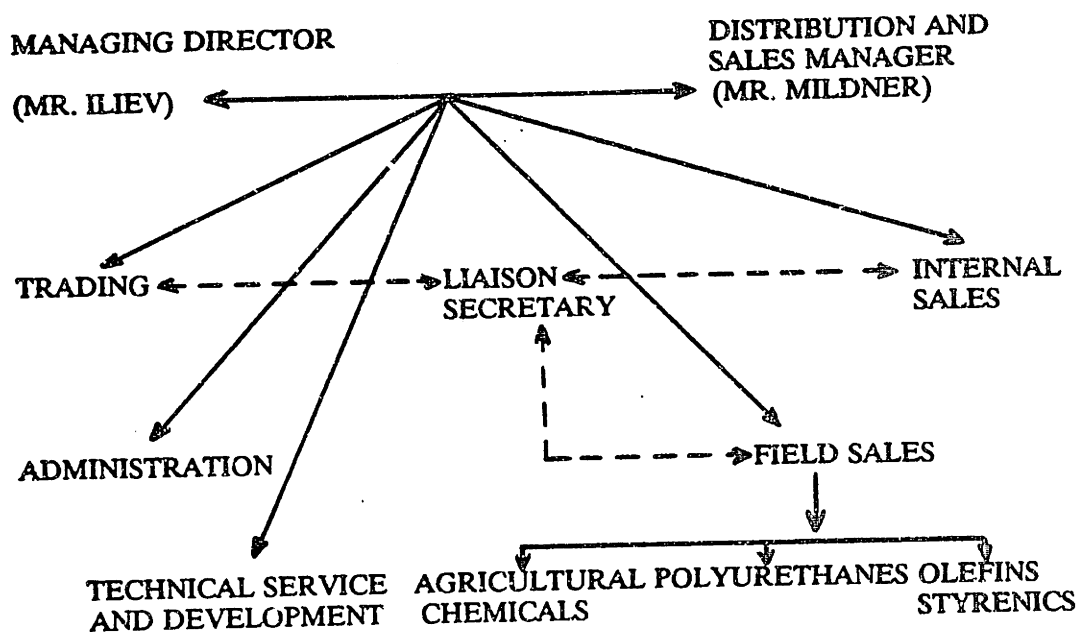 MANAGING DIRECTOR
(MR. ILIEV)
DISTRIBUTION AND
SALES MANAGER
(MR. MILDNER)
TRADING
LIAISON
SECRETARY
INTERNAL
SALES
ADMINISTRATION
FIELD SALES
TECHNICAL SERVICE
AND DEVELOPMENT
AGRICULTURAL
CHEMICALS
POLYURETHANES
OLEFINS
STYRENICS